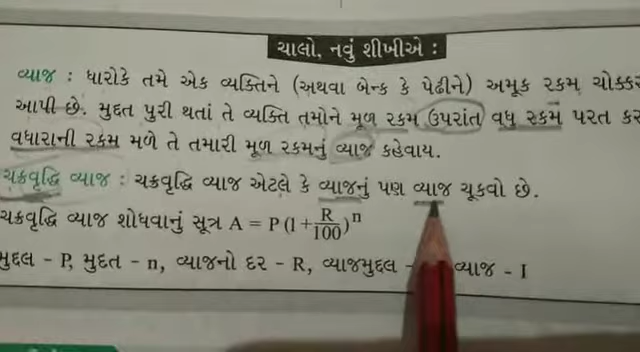 ચાલો, નવું શીખીએ :
વ્યાજ : ધારોકે તમે એક વ્યક્તિને (અથવા બેન્ક કે પેઢીને) અમુક રકમ
આપી છે. મુદ્દત પુરી થતાં તે વ્યક્તિ તમોને મૂળ રકમ ઉપરાંત વધુ રકમ પરત
વધારાની રકમ મળે તે તમારી મૂળ રકમનું વ્યાજ કહેવાય.
ચક્રવૃદ્ધિ વ્યાજ : ચક્રવૃદ્ધિ વ્યાજ એટલે કે વ્યાજનું પણ વ્યાજ ચૂકવો છે.
ચક્રવૃદ્ધિ વ્યાજ શોધવાનું સૂત્ર A = P(1+R/100)^n
મુદ્દલ - P, મુદત - n, વ્યાજનો દર - R, વ્યાજમુદ્દલ - વ્યાજ - I